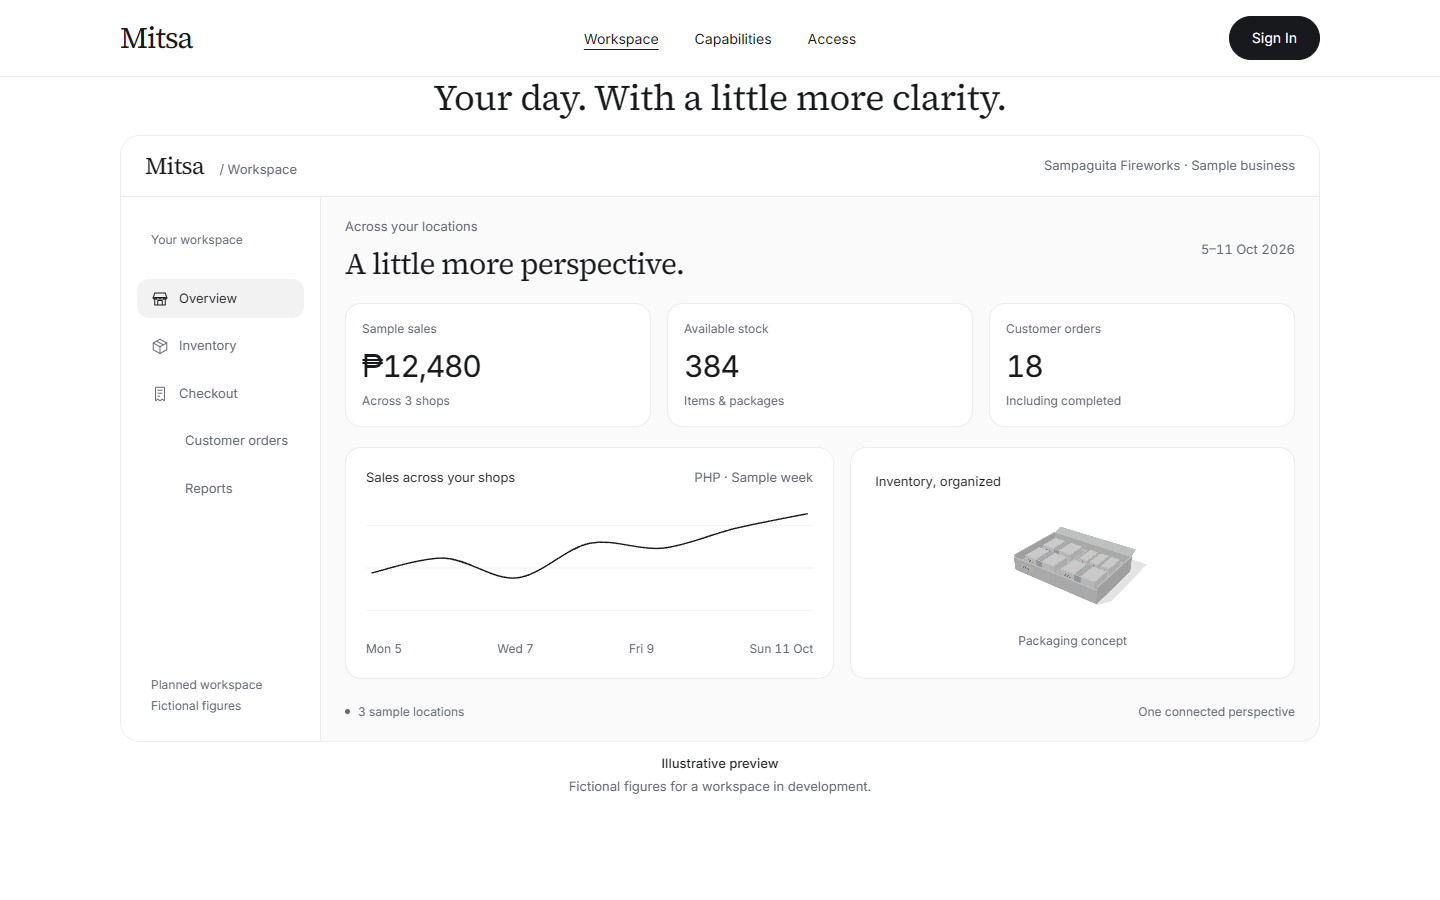 Mitsa
Workspace
Capabilities
Access
Sign In
Your day. With a little more clarity.
Mitsa / Workspace
Sampaguita Fireworks · Sample business
Your workspace
Overview
Inventory
Checkout
Customer orders
Reports
Planned workspace
Fictional figures
Across your locations
A little more perspective.
5–11 Oct 2026
Sample sales
₱12,480
Across 3 shops
Available stock
384
Items & packages
Customer orders
18
Including completed
Sales across your shops
PHP · Sample week
Mon 5
Wed 7
Fri 9
Sun 11 Oct
Inventory, organized
Packaging concept
3 sample locations
One connected perspective
Illustrative preview
Fictional figures for a workspace in development.